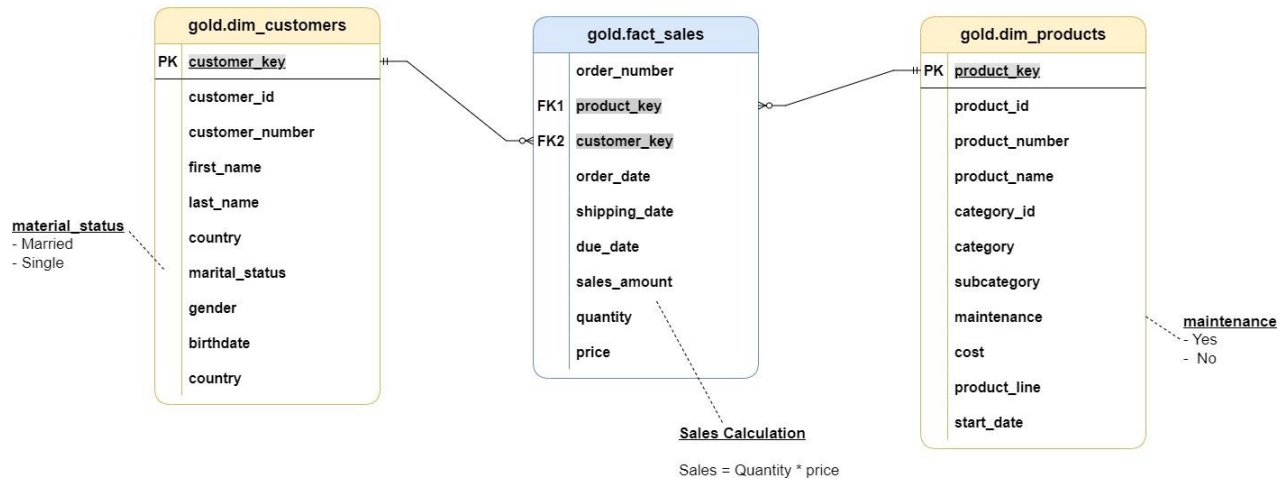 gold.dim_customers
PK customer_key
customer_id
customer_number
first_name
last_name
country
marital_status
gender
birthdate
country
material_status
- Married
- Single
gold.fact_sales
order_number
FK1 product_key
FK2 customer_key
order_date
shipping_date
due_date
sales_amount
quantity
price
Sales Calculation
Sales = Quantity * price
gold.dim_products
PK product_key
product_id
product_number
product_name
category_id
category
subcategory
maintenance
cost
product_line
start_date
maintenance
- Yes
- No